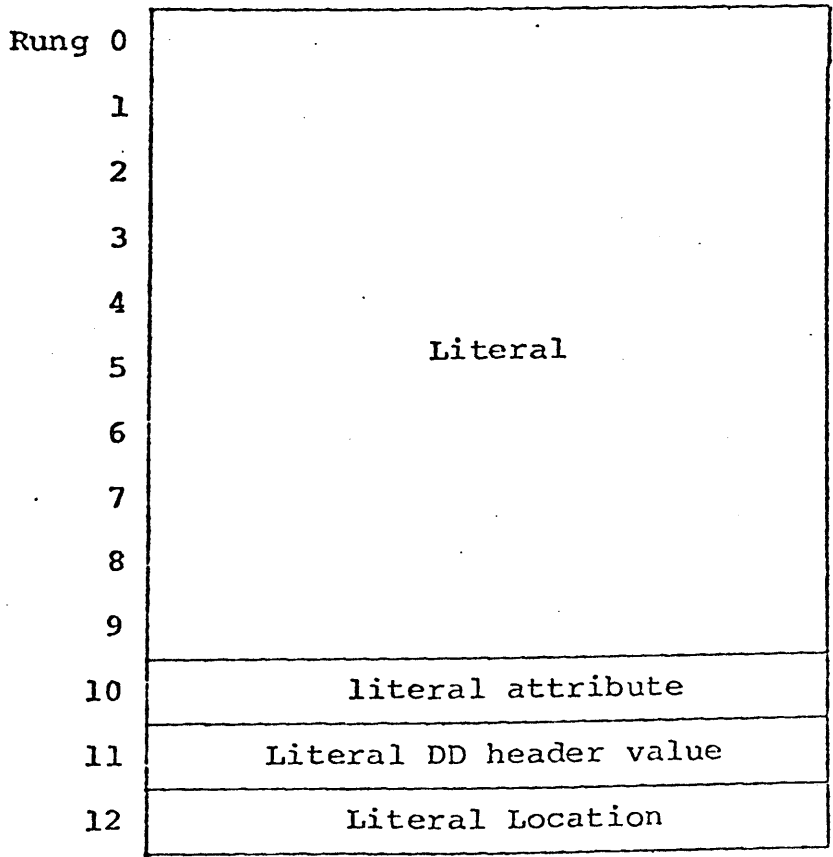 Rung 0
1
2
3
4
Literal
5
6
7
8
9
10 literal attribute
11 Literal DD header value
12 Literal Location